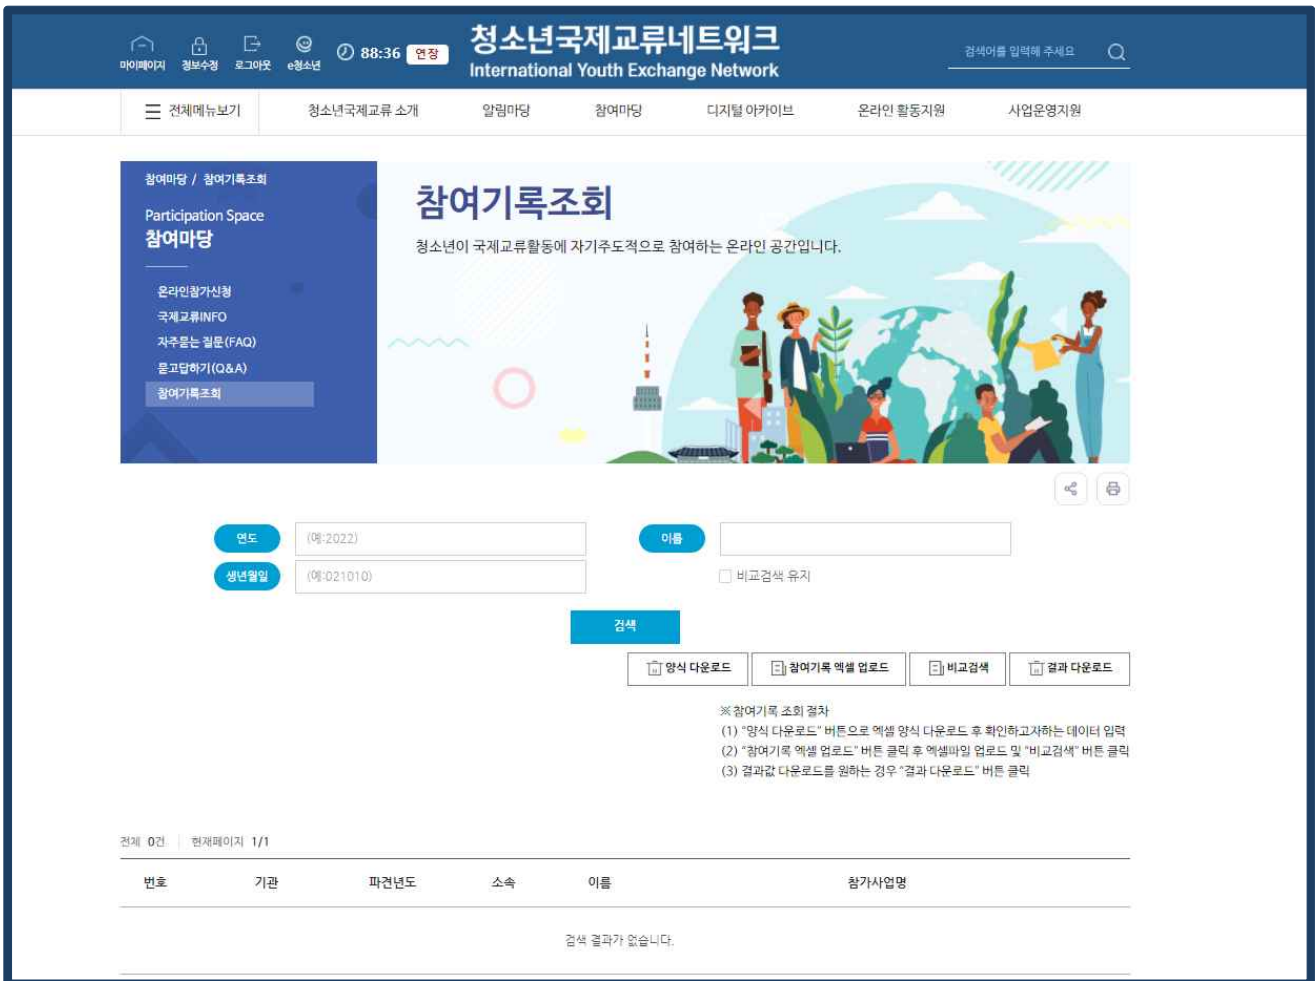 마이페이지 정보수정 로그아웃 e청소년 88:36 연장
청소년국제교류네트워크
International Youth Exchange Network
검색어를 입력해 주세요
전체메뉴보기 청소년국제교류 소개 알림마당 참여마당 디지털 아카이브 온라인 활동지원 사업운영지원
참여마당 / 참여기록조회
Participation Space
참여마당
온라인참가신청
국제교류INFO
자주묻는 질문(FAQ)
묻고답하기(Q&A)
참여기록조회
참여기록조회
청소년이 국제교류활동에 자기주도적으로 참여하는 온라인 공간입니다.
연도 (예:2022) 이름
생년월일 (예:021010) 비교검색 유지
검색
양식 다운로드 참여기록 엑셀 업로드 비교검색 결과 다운로드
※ 참여기록 조회 절차
(1) "양식 다운로드" 버튼으로 엑셀 양식 다운로드 후 확인하고자하는 데이터 입력
(2) "참여기록 엑셀 업로드" 버튼 클릭 후 엑셀파일 업로드 및 "비교검색" 버튼 클릭
(3) 결과값 다운로드를 원하는 경우 "결과 다운로드" 버튼 클릭
전체 0건 현재페이지 1/1
번호 기관 파견년도 소속 이름 참가사업명
검색 결과가 없습니다.